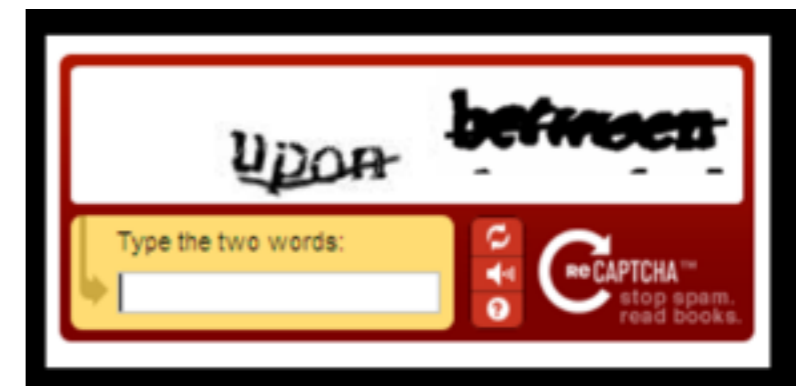 upon between
Type the two words:
reCAPTCHA™
stop spam.
read books.